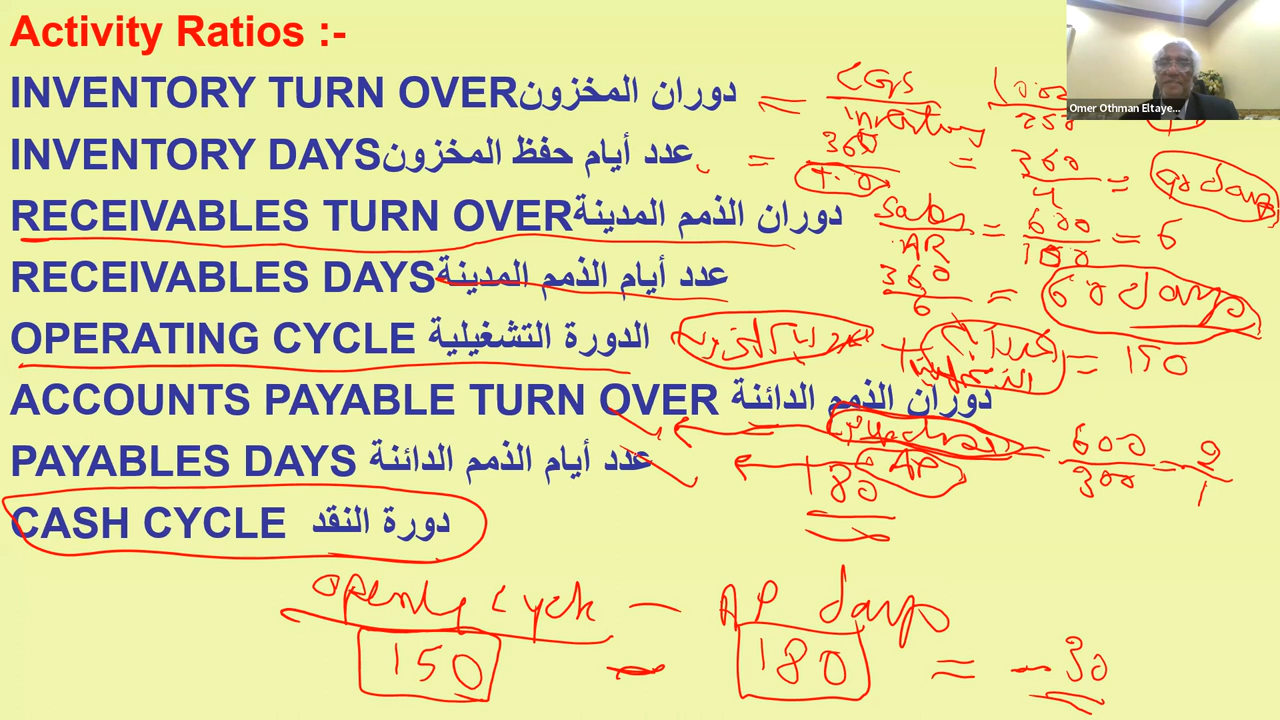 Activity Ratios :-
INVENTORY TURN OVER دوران المخزون = CGS / inventory 1000 / 250
Omer Othman Eltaye...
INVENTORY DAYS عدد أيام حفظ المخزون = 360 / = 360 / 4 = 90 days
RECEIVABLES TURN OVER دوران الذمم المدينة Sales / AR = 600 / 100 = 6
RECEIVABLES DAYS عدد أيام الذمم المدينة 360 / 6 = 60 days
OPERATING CYCLE الدورة التشغيلية + = 150
ACCOUNTS PAYABLE TURN OVER دوران الذمم الدائنة
AP = 600 / 300 = 2 / 1
PAYABLES DAYS عدد أيام الذمم الدائنة 180
CASH CYCLE دورة النقد
cycle — AP days
150 - 180 = -30